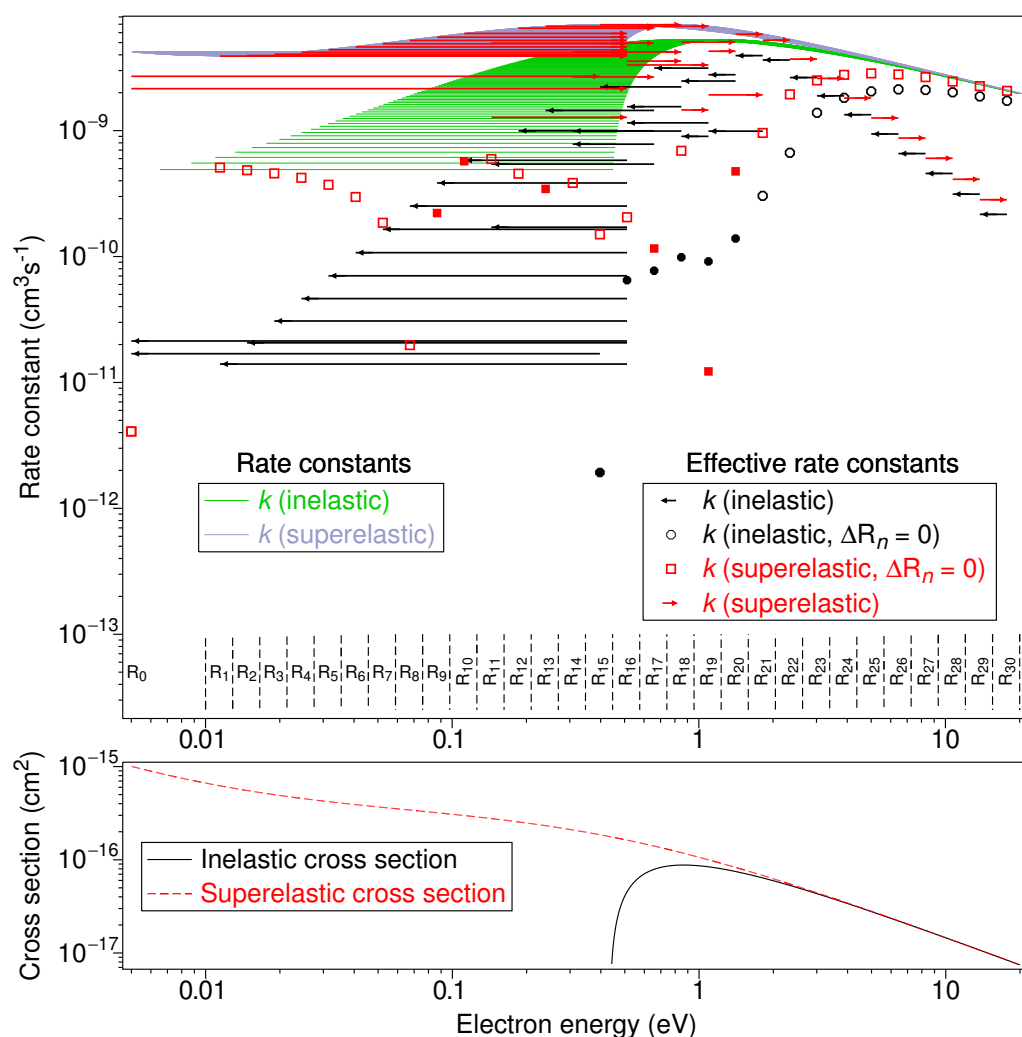 Rate constant (cm³s⁻¹)
10⁻⁹
10⁻¹⁰
10⁻¹¹
10⁻¹²
10⁻¹³
Rate constants
k (inelastic)
k (superelastic)
Effective rate constants
k (inelastic)
k (inelastic, ΔRₙ = 0)
k (superelastic, ΔRₙ = 0)
k (superelastic)
R₀ R₁ R₂ R₃ R₄ R₅ R₆ R₇ R₈ R₉ R₁₀ R₁₁ R₁₂ R₁₃ R₁₄ R₁₅ R₁₆ R₁₇ R₁₈ R₁₉ R₂₀ R₂₁ R₂₂ R₂₃ R₂₄ R₂₅ R₂₆ R₂₇ R₂₈ R₂₉ R₃₀
0.01 0.1 1 10
Cross section (cm²)
10⁻¹⁵
10⁻¹⁶
10⁻¹⁷
Inelastic cross section
Superelastic cross section
0.01 0.1 1 10
Electron energy (eV)